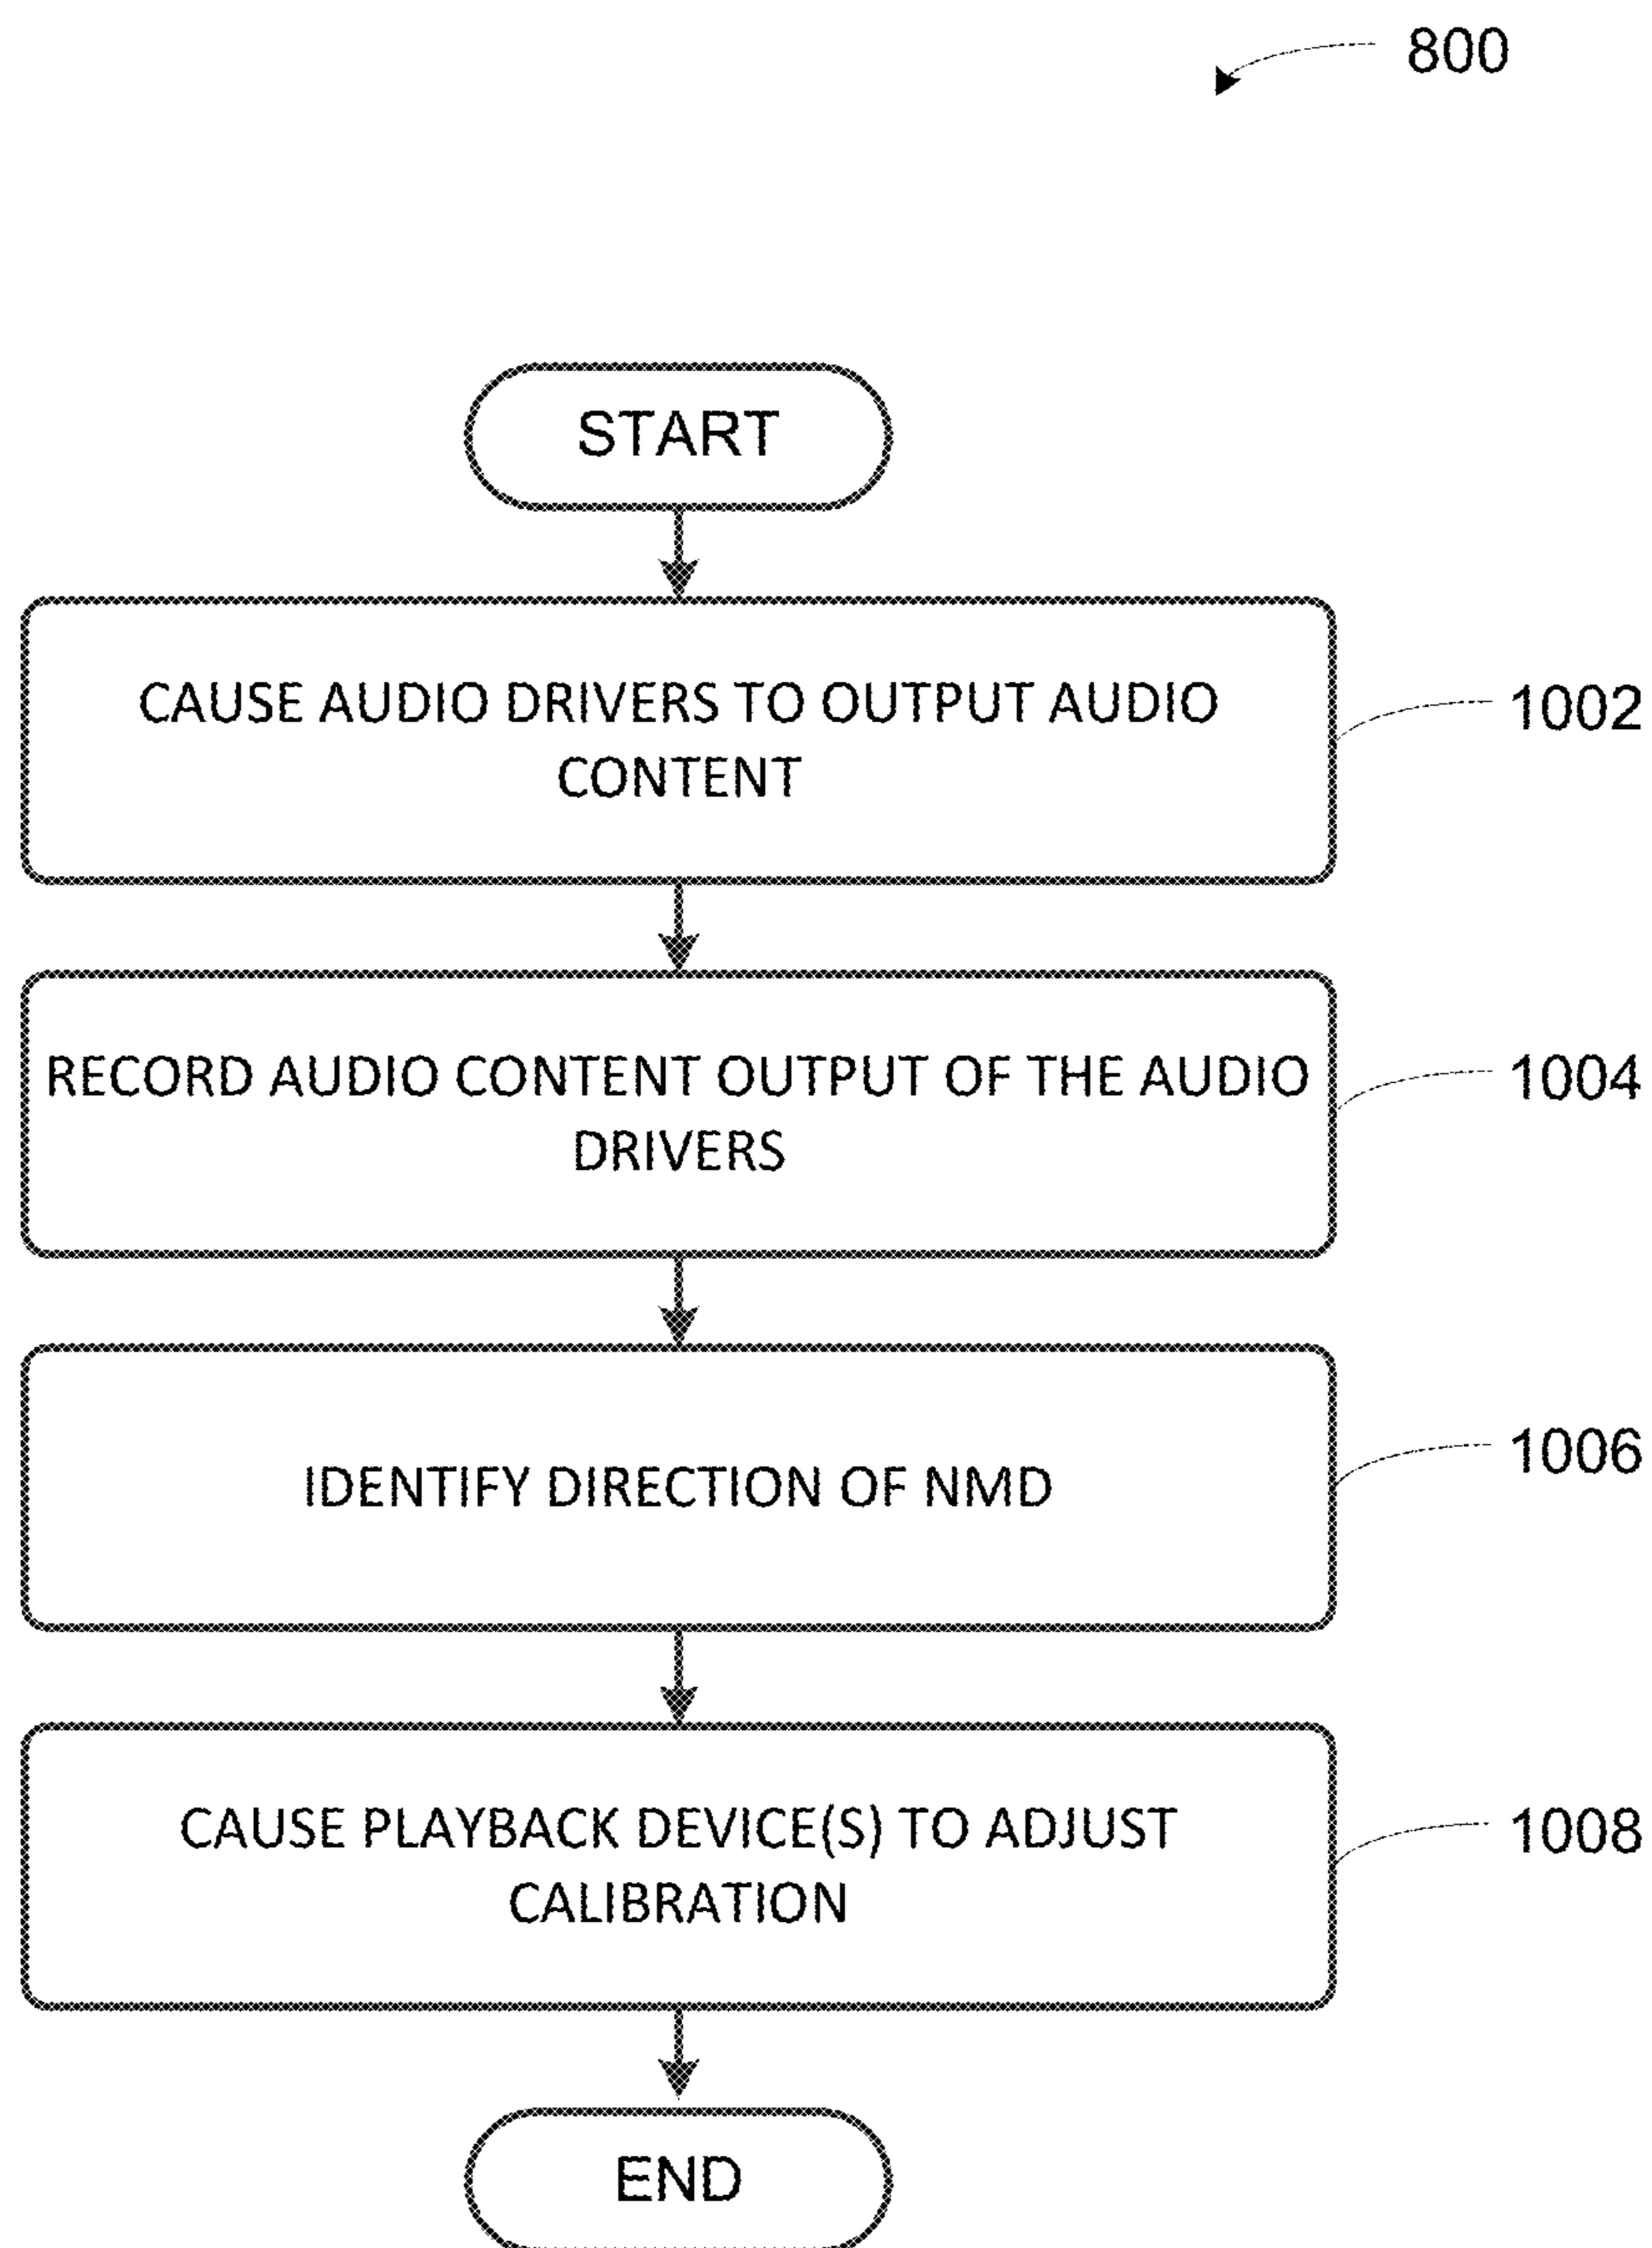 800
START
CAUSE AUDIO DRIVERS TO OUTPUT AUDIO
CONTENT
1002
RECORD AUDIO CONTENT OUTPUT OF THE AUDIO
DRIVERS
1004
IDENTIFY DIRECTION OF NMD
1006
CAUSE PLAYBACK DEVICE(S) TO ADJUST
CALIBRATION
1008
END